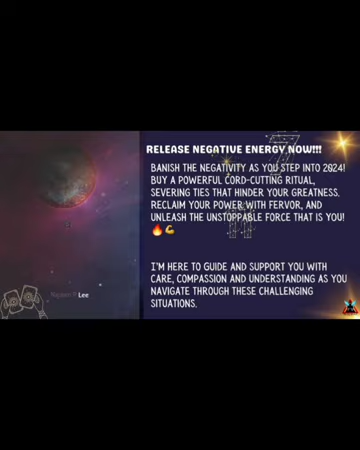 RELEASE NEGATIVE ENERGY NOW!!!
BANISH THE NEGATIVITY AS YOU STEP INTO 2024!
BUY A POWERFUL CORD-CUTTING RITUAL,
SEVERING TIES THAT HINDER YOUR GREATNESS.
RECLAIM YOUR POWER WITH FERVOR, AND
UNLEASH THE UNSTOPPABLE FORCE THAT IS YOU!
🔥💪
I'M HERE TO GUIDE AND SUPPORT YOU WITH
CARE, COMPASSION AND UNDERSTANDING AS YOU
NAVIGATE THROUGH THESE CHALLENGING
SITUATIONS.
Lee